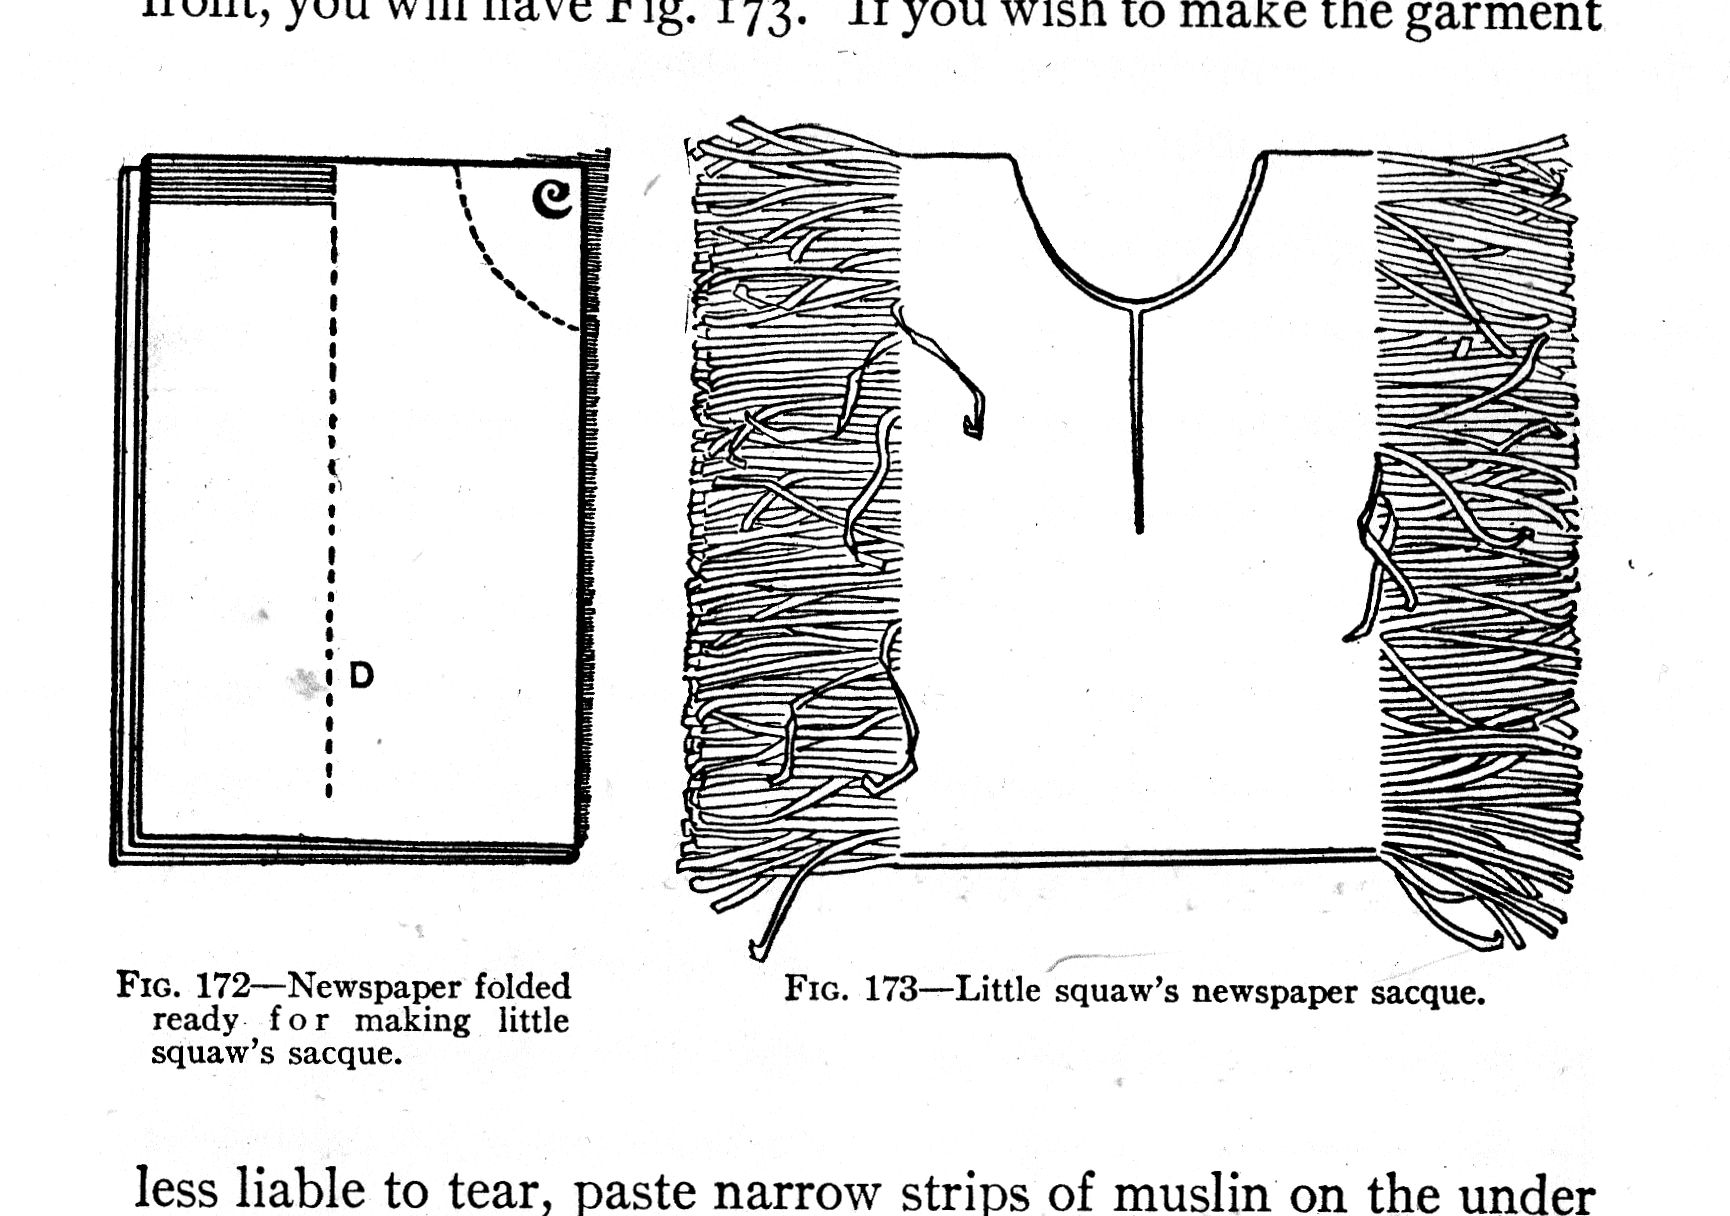 front, you will have Fig. 173. If you wish to make the garment
C
D
FIG. 172—Newspaper folded
ready for making little
squaw's sacque.
FIG. 173—Little squaw's newspaper sacque.
less liable to tear, paste narrow strips of muslin on the under